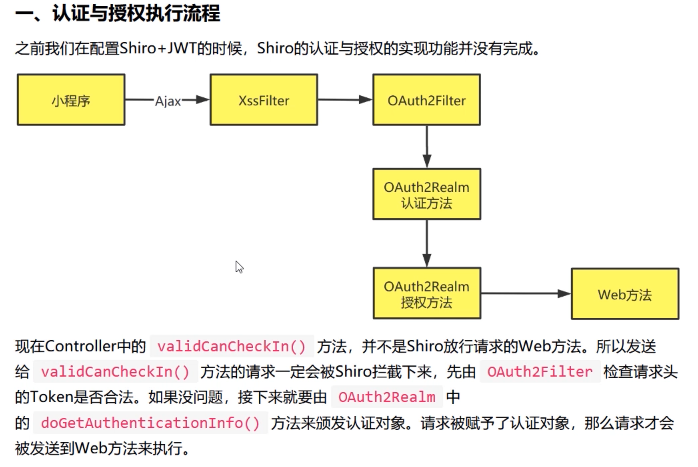 一、认证与授权执行流程
之前我们在配置Shiro+JWT的时候，Shiro的认证与授权的实现功能并没有完成。
小程序
Ajax
XssFilter
OAuth2Filter
OAuth2Realm
认证方法
OAuth2Realm
授权方法
Web方法
现在Controller中的 validCanCheckIn() 方法，并不是Shiro放行请求的Web方法。所以发送
给 validCanCheckIn() 方法的请求一定会被Shiro拦截下来，先由 OAuth2Filter 检查请求头
的Token是否合法。如果没问题，接下来就要由 OAuth2Realm 中
的 doGetAuthenticationInfo() 方法来颁发认证对象。请求被赋予了认证对象，那么请求才会
被发送到Web方法来执行。